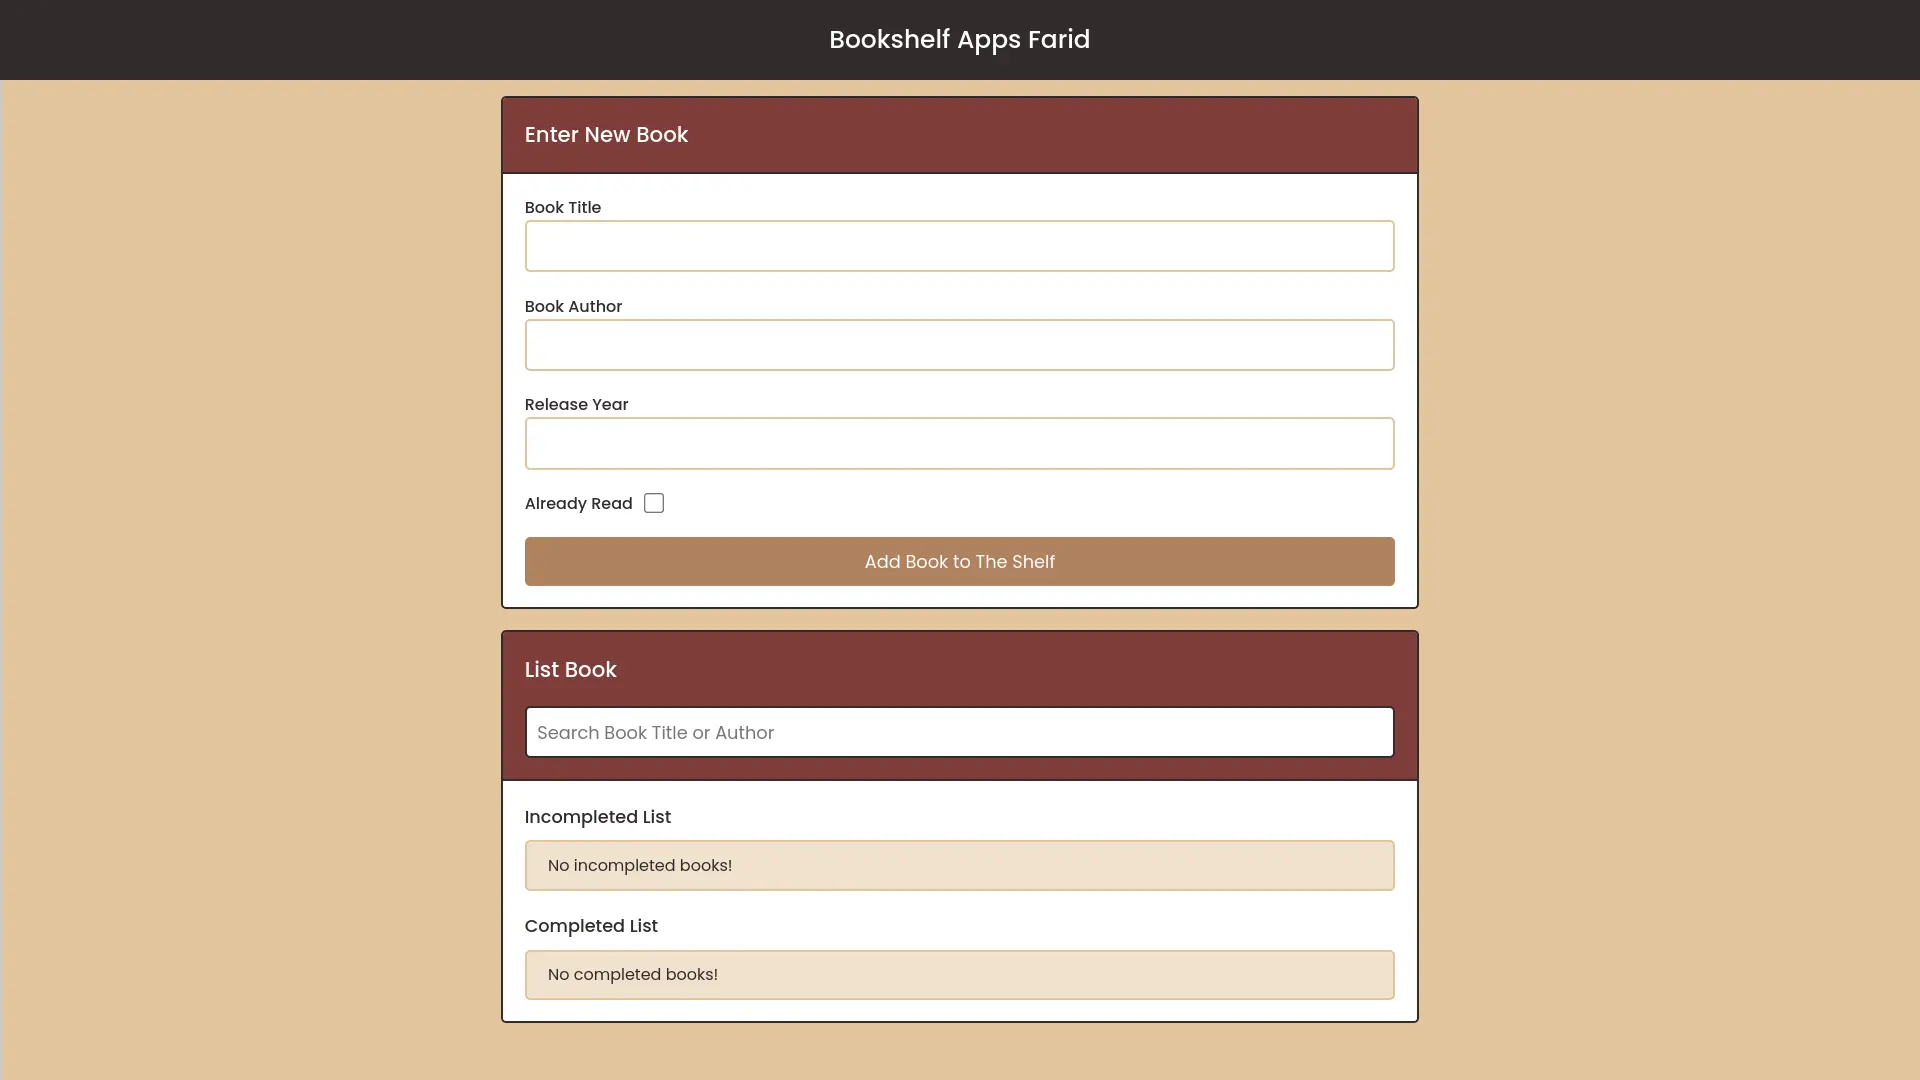 Bookshelf Apps Farid
Enter New Book
Book Title
Book Author
Release Year
Already Read
Add Book to The Shelf
List Book
Search Book Title or Author
Incompleted List
No incompleted books!
Completed List
No completed books!